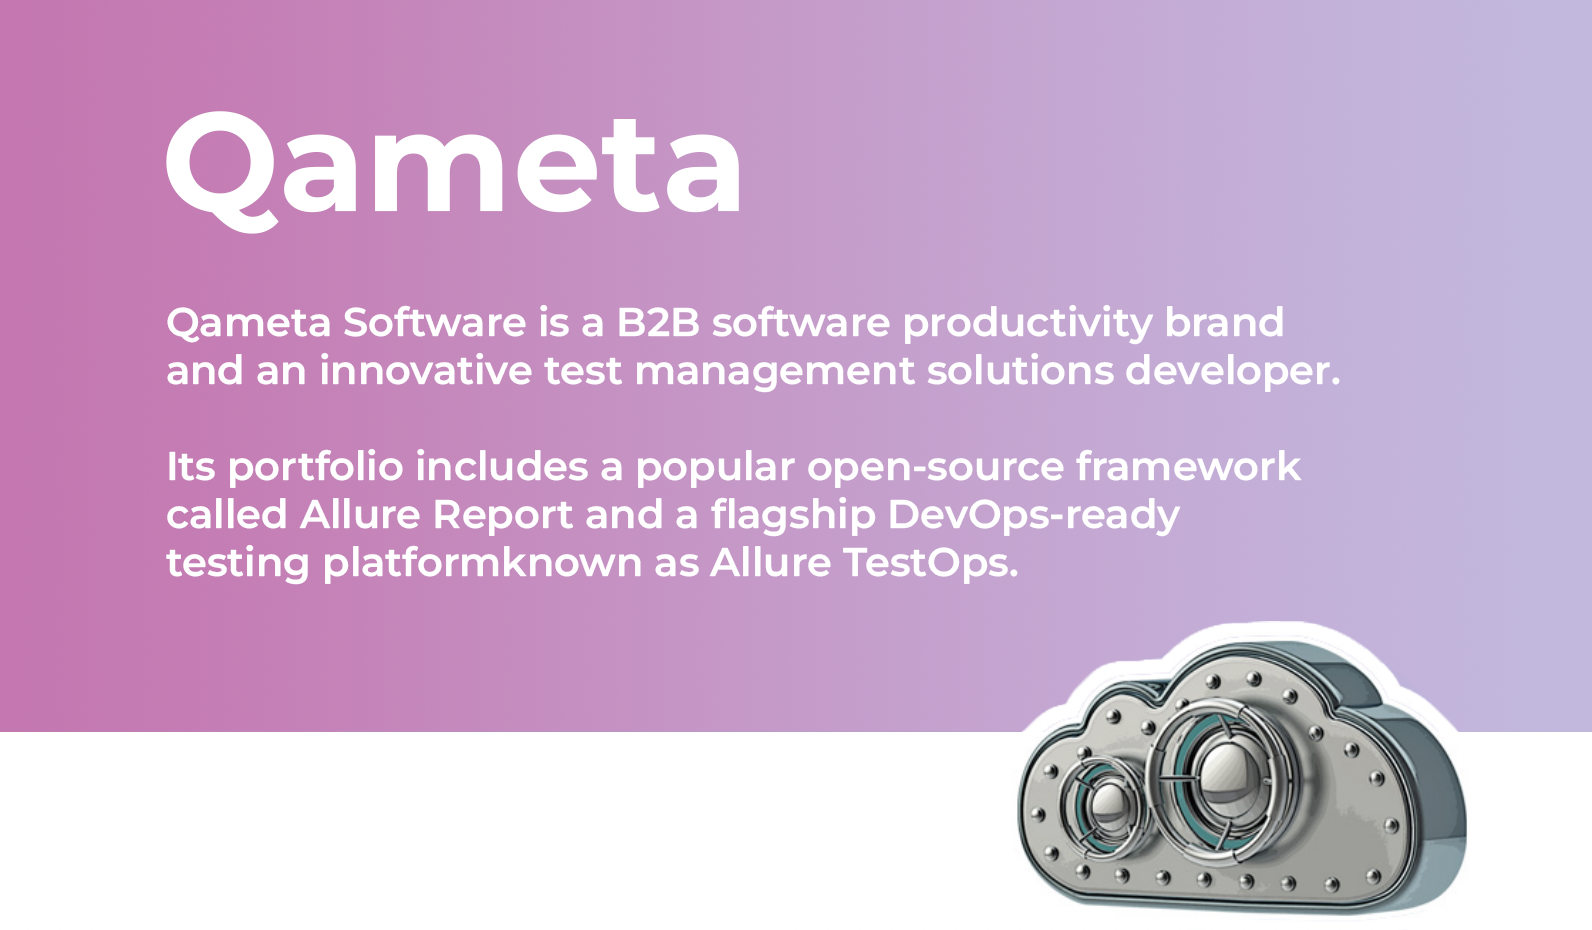 Qameta
Qameta Software is a B2B software productivity brand
and an innovative test management solutions developer.
Its portfolio includes a popular open-source framework
called Allure Report and a flagship DevOps-ready
testing platformknown as Allure TestOps.